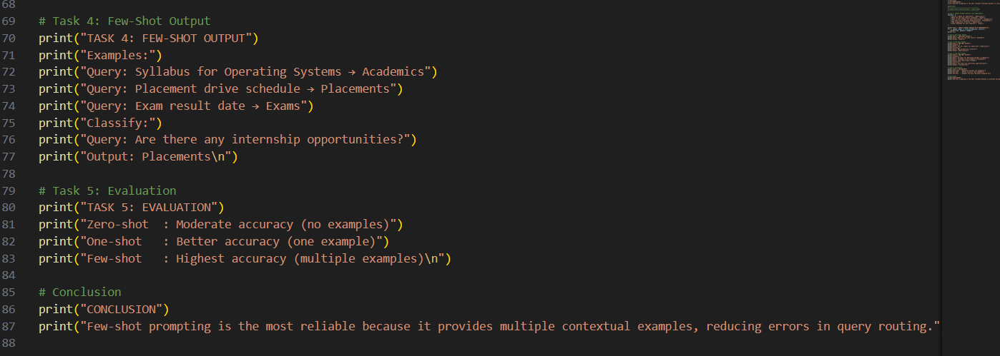 68
69 # Task 4: Few-Shot Output
70 print("TASK 4: FEW-SHOT OUTPUT")
71 print("Examples:")
72 print("Query: Syllabus for Operating Systems → Academics")
73 print("Query: Placement drive schedule → Placements")
74 print("Query: Exam result date → Exams")
75 print("Classify:")
76 print("Query: Are there any internship opportunities?")
77 print("Output: Placements\n")
78
79 # Task 5: Evaluation
80 print("TASK 5: EVALUATION")
81 print("Zero-shot  : Moderate accuracy (no examples)")
82 print("One-shot   : Better accuracy (one example)")
83 print("Few-shot   : Highest accuracy (multiple examples)\n")
84
85 # Conclusion
86 print("CONCLUSION")
87 print("Few-shot prompting is the most reliable because it provides multiple contextual examples, reducing errors in query routing."
88